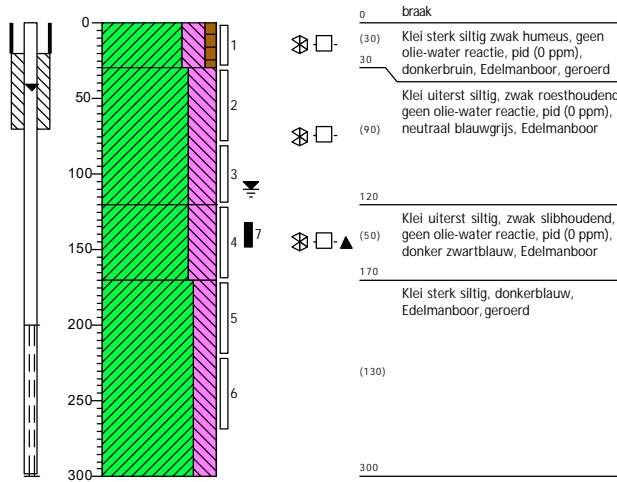 0
50
100
150
200
250
300
1
2
3
4
7
5
6
0
braak
(30)
Klei sterk siltig zwak humeus, geen
olie-water reactie, pid (0 ppm),
donkerbruin, Edelmanboor, geroerd
30
Klei uiterst siltig, zwak roesthoudend
geen olie-water reactie, pid (0 ppm),
neutraal blauwgrijs, Edelmanboor
(90)
120
Klei uiterst siltig, zwak slibhoudend,
geen olie-water reactie, pid (0 ppm),
donker zwartblauw, Edelmanboor
(50)
170
Klei sterk siltig, donkerblauw,
Edelmanboor, geroerd
(130)
300